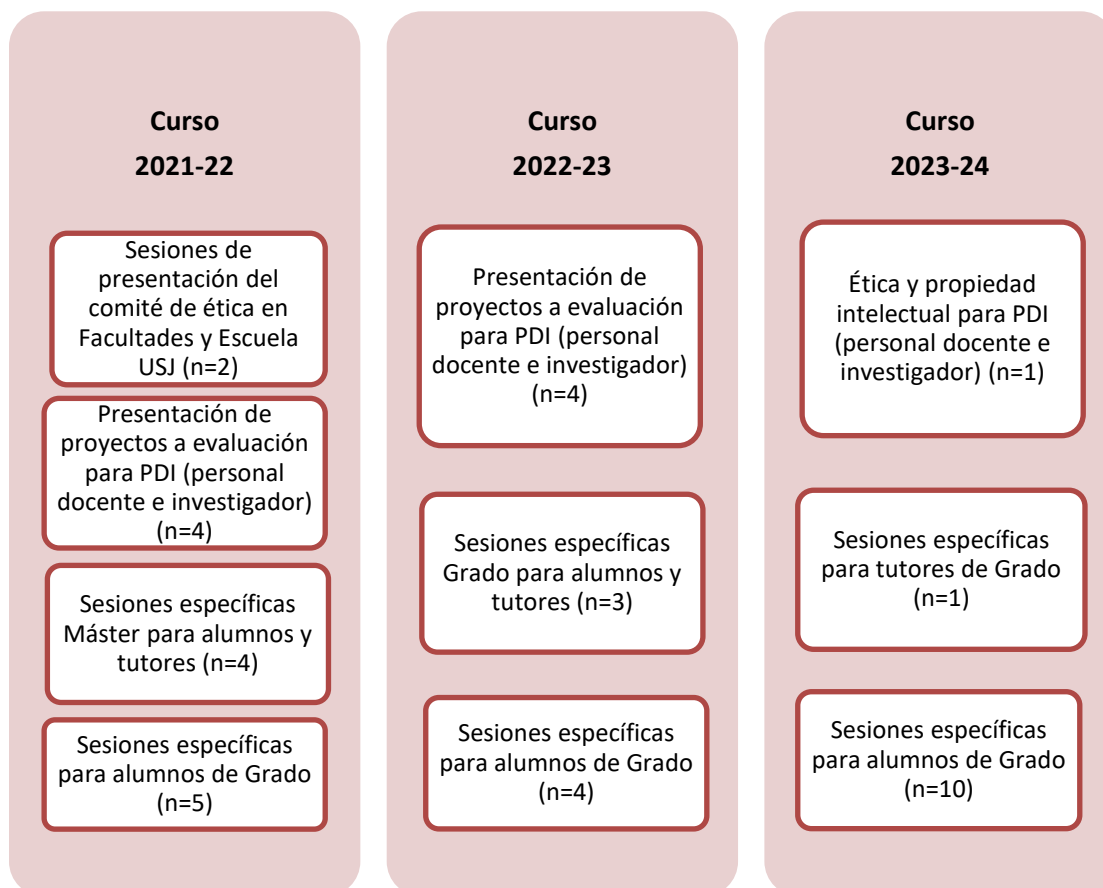 Curso
2021-22
Sesiones de
presentación del
comité de ética en
Facultades y Escuela
USJ (n=2)
Presentación de
proyectos a evaluación
para PDI (personal
docente e investigador)
(n=4)
Sesiones específicas
Máster para alumnos y
tutores (n=4)
Sesiones específicas
para alumnos de Grado
(n=5)
Curso
2022-23
Presentación de
proyectos a evaluación
para PDI (personal
docente e investigador)
(n=4)
Sesiones específicas
Grado para alumnos y
tutores (n=3)
Sesiones específicas
para alumnos de Grado
(n=4)
Curso
2023-24
Ética y propiedad
intelectual para PDI
(personal docente e
investigador) (n=1)
Sesiones específicas
para tutores de Grado
(n=1)
Sesiones específicas
para alumnos de Grado
(n=10)